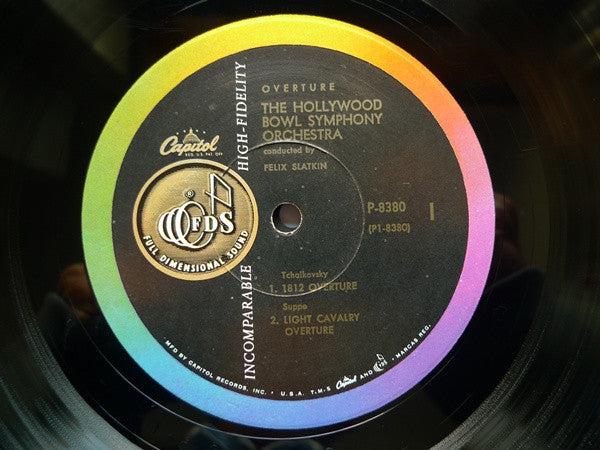 OVERTURE
THE HOLLYWOOD
BOWL SYMPHONY
ORCHESTRA
conducted by
FELIX SLATKIN
Capitol
REG. U.S. PAT. OFF.
INCOMPARABLE HIGH-FIDELITY
FDS
FULL DIMENSIONAL SOUND
®
P-8380 1
(P1-8380)
Tchaikovsky
1. 1812 OVERTURE
Suppe
2. LIGHT CAVALRY
OVERTURE
MFD BY CAPITOL RECORDS, INC. • U.S.A. T.M.S Capitol AND FDS • MARCAS REG.